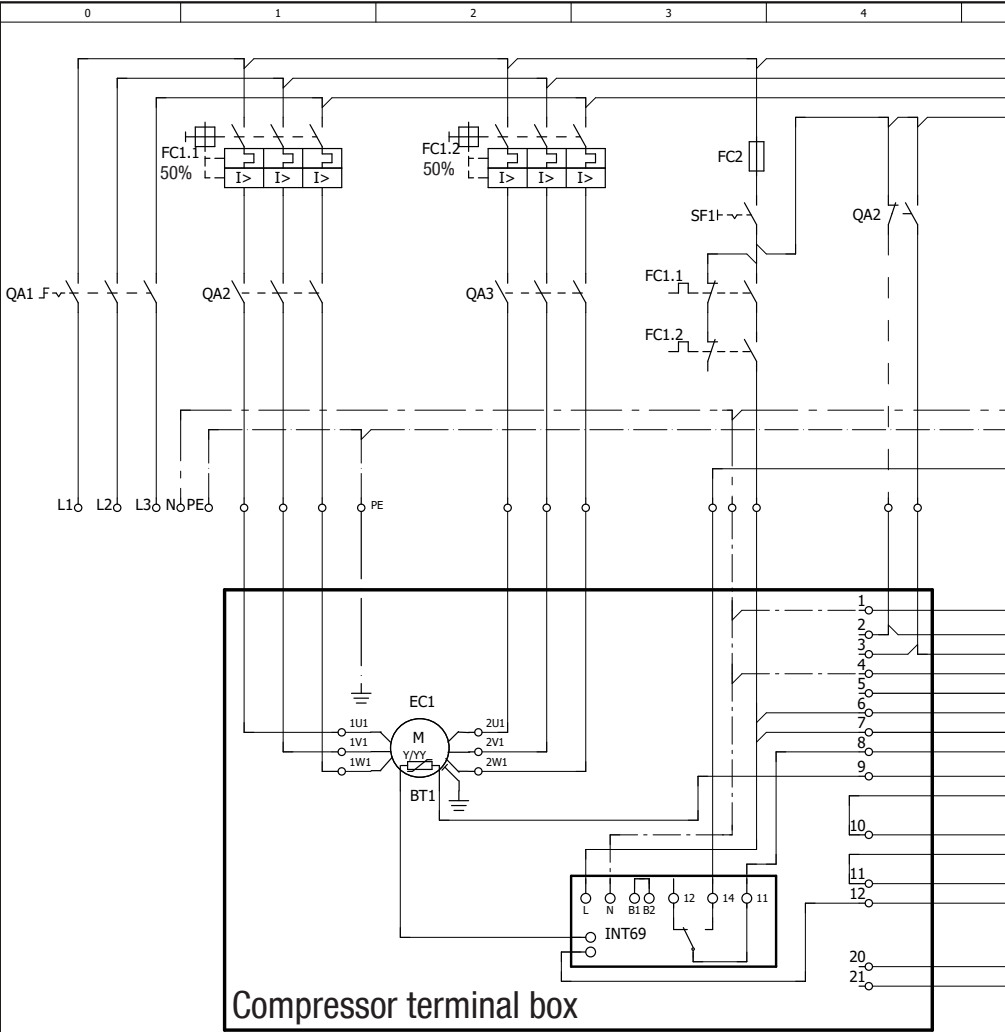 0 1 2 3 4
FC1.1
50%
I> I> I>
FC1.2
50%
I> I> I>
FC2
SF1
QA2
QA1
QA2
QA3
FC1.1
FC1.2
L1 L2 L3 N PE
PE
1
2
3
4
5
6
7
8
9
10
11
12
20
21
EC1
1U1
1V1
1W1
M
Y/YY
2U1
2V1
2W1
BT1
L N B1 B2 12 14 11
INT69
Compressor terminal box